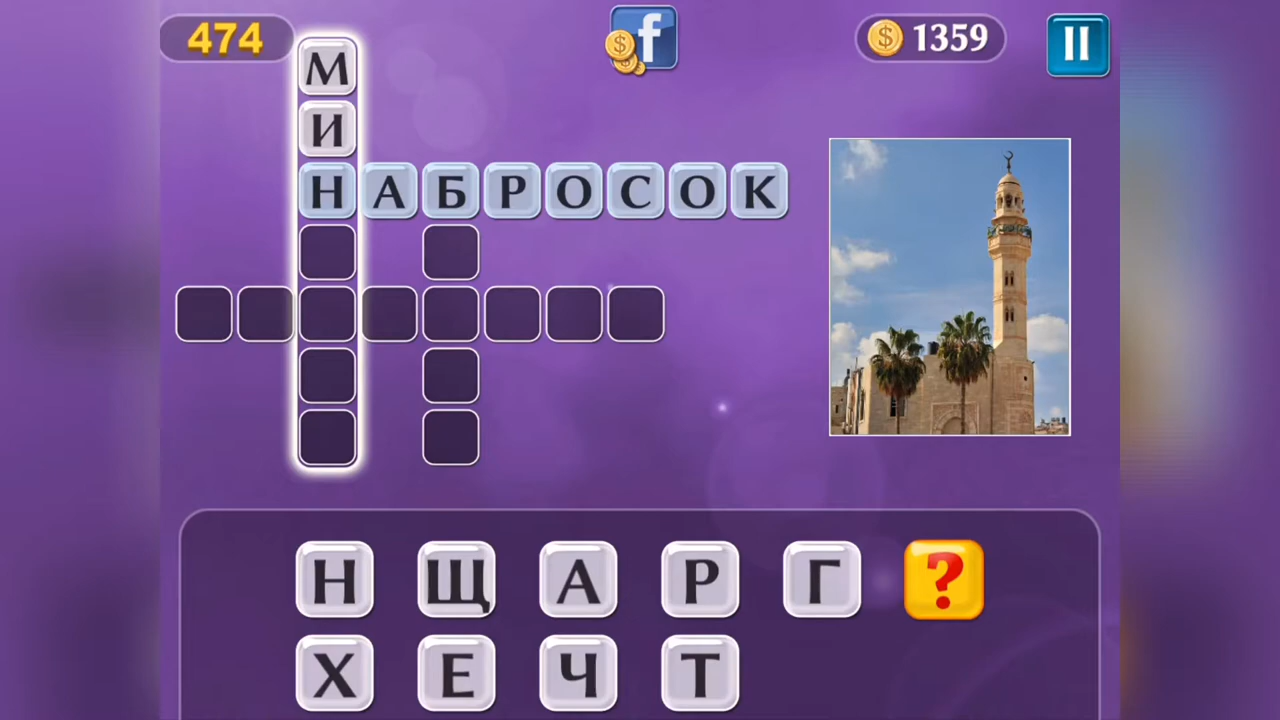 474
f
$ 1359
М
И
НАБРОСОК
Н Щ А Р Г ?
Х Е Ч Т